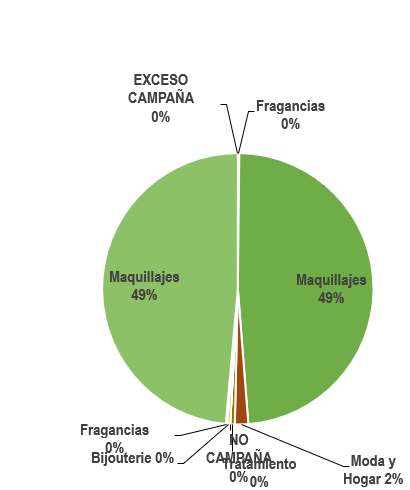 EXCESO
CAMPAÑA
0%
Fragancias
0%
Maquillajes
49%
Maquillajes
49%
Fragancias
0%
Bijouterie 0%
NO
CAMPAÑA
0%
Tratamiento
0%
Moda y
Hogar 2%